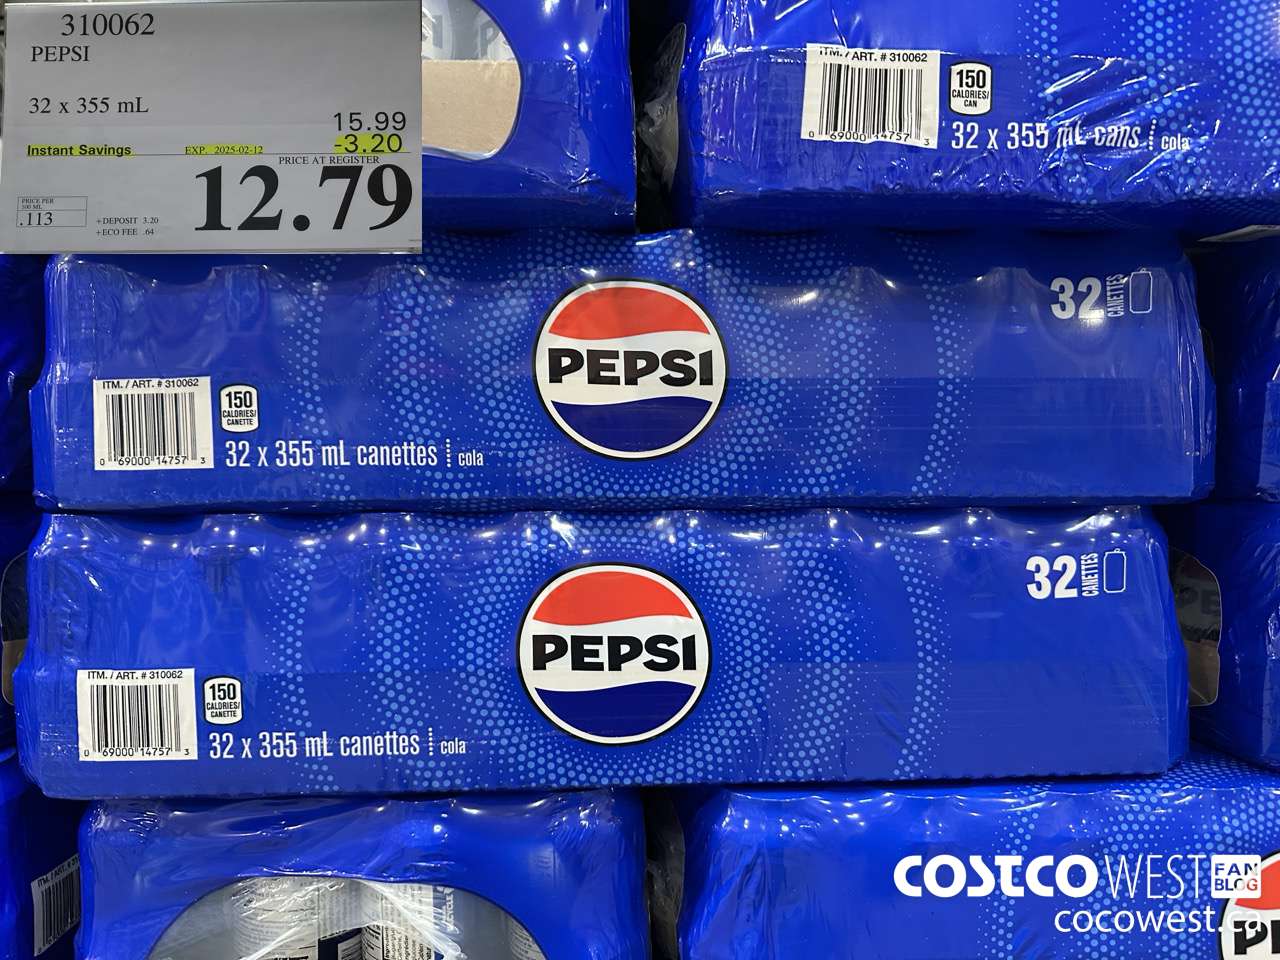 310062
PEPSI
32 x 355 mL
15.99
Instant Savings EXP. 2025-02-12 -3.20
PRICE AT REGISTER
12.79
PRICE PER
100 ML
.113
+DEPOSIT 3.20
+ECO FEE .64
ITM. / ART. # 310062
0 69000 14757 3
150
CALORIES/
CAN
32 x 355 mL cans cola
32 CANETTES
PEPSI
ITM. / ART. # 310062
0 69000 14757 3
150
CALORIES/
CANETTE
32 x 355 mL canettes cola
32 CANETTES
PEPSI
ITM. / ART. # 310062
0 69000 14757 3
150
CALORIES/
CANETTE
32 x 355 mL canettes cola
COSTCO WEST FAN BLOG
cocowest.ca